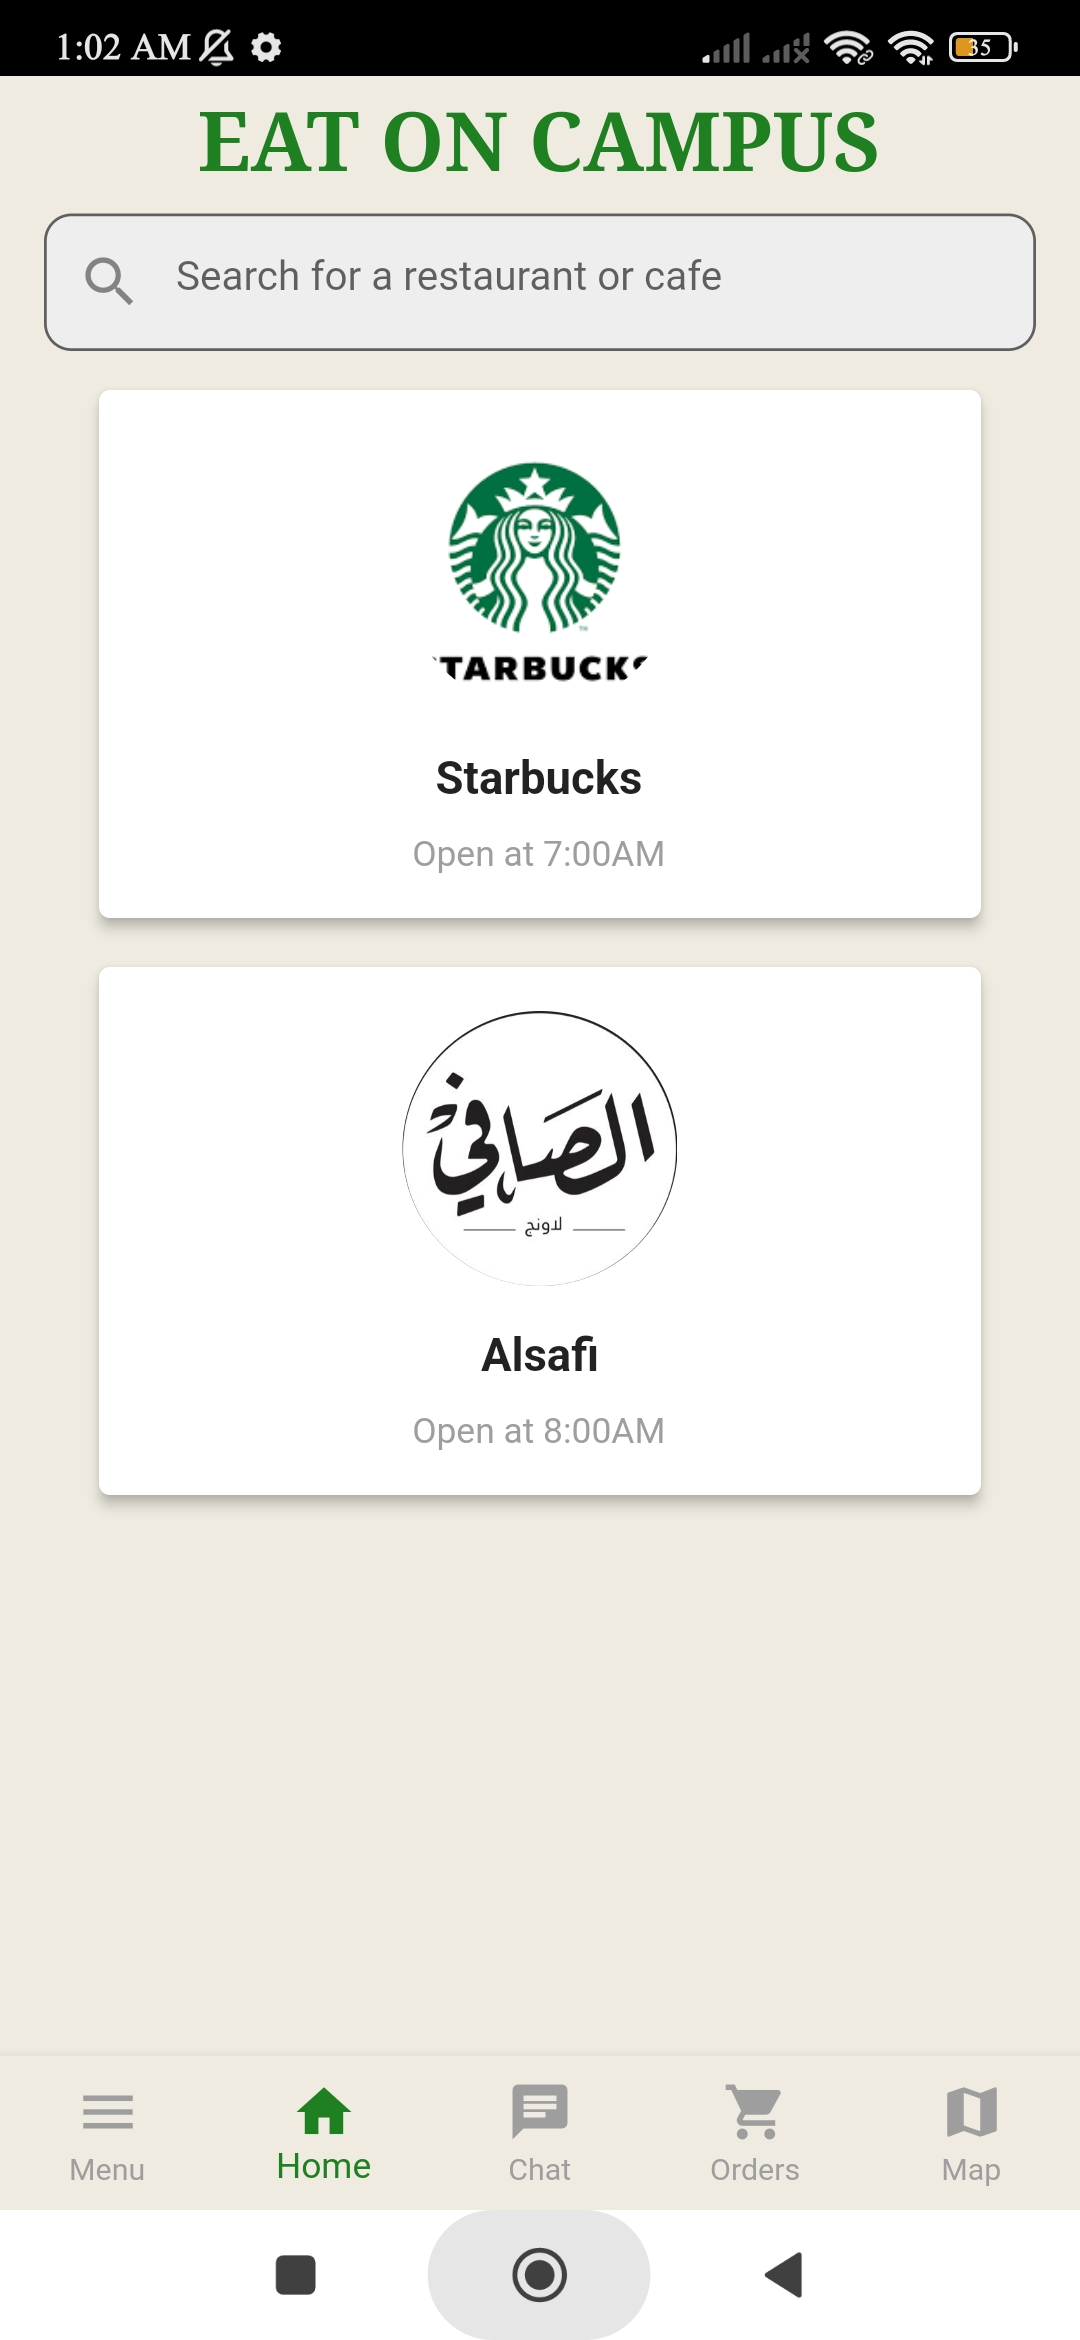 1:02 AM
35
EAT ON CAMPUS
Search for a restaurant or cafe
TARBUCK
Starbucks
Open at 7:00AM
الصافي
لاونج
Alsafi
Open at 8:00AM
Menu
Home
Chat
Orders
Map